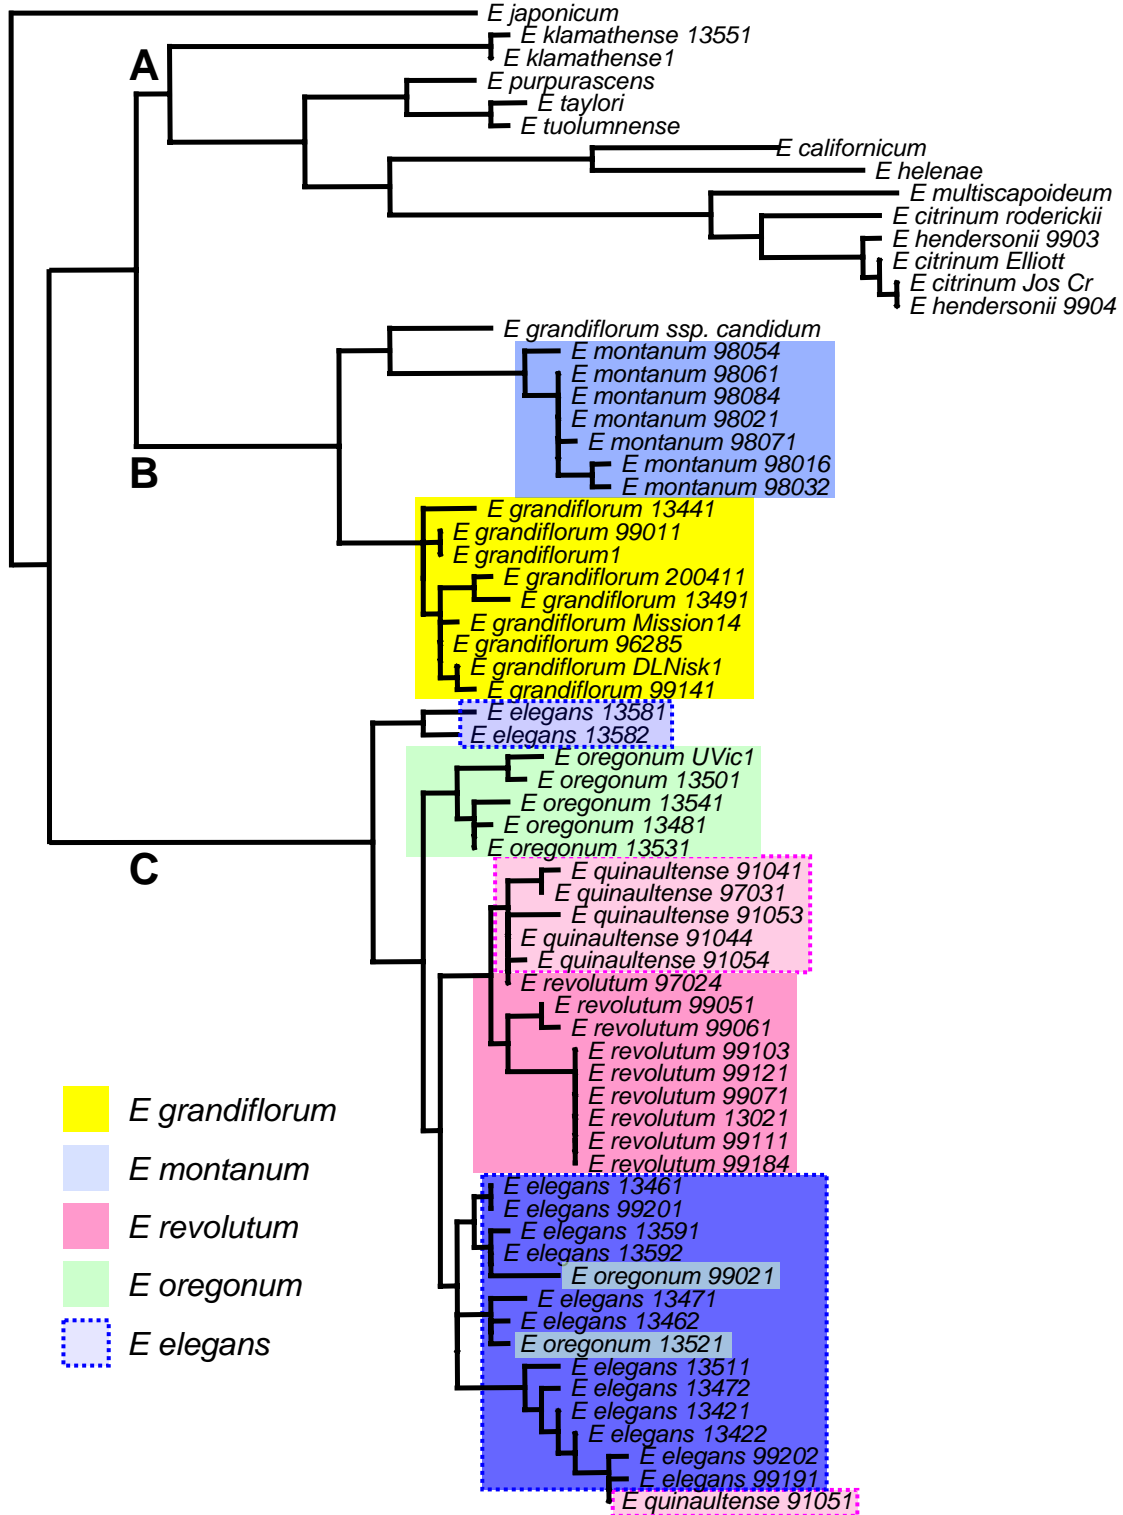 E japonicum
E klamathense 13551
E klamathense1
A
E purpurascens
E taylori
E tuolumnense
E californicum
E helenae
E multiscapoideum
E citrinum roderickii
E hendersonii 9903
E citrinum Elliott
E citrinum Jos Cr
E hendersonii 9904
E grandiflorum ssp. candidum
E montanum 98054
E montanum 98061
E montanum 98084
E montanum 98021
E montanum 98071
E montanum 98016
B
E montanum 98032
E grandiflorum 13441
E grandiflorum 99011
E grandiflorum1
E grandiflorum 200411
E grandiflorum 13491
E grandiflorum Mission14
E grandiflorum 96285
E grandiflorum DLNisk1
E grandiflorum 99141
E elegans 13581
E elegans 13582
E oregonum UVic1
E oregonum 13501
E oregonum 13541
E oregonum 13481
E oregonum 13531
C
E quinaultense 91041
E quinaultense 97031
E quinaultense 91053
E quinaultense 91044
E quinaultense 91054
E revolutum 97024
E revolutum 99051
E revolutum 99061
E revolutum 99103
E revolutum 99121
E revolutum 99071
E revolutum 13021
E revolutum 99111
E revolutum 99184
E elegans 13461
E elegans 99201
E elegans 13591
E elegans 13592
E oregonum 99021
E elegans 13471
E elegans 13462
E oregonum 13521
E elegans 13511
E elegans 13472
E elegans 13421
E elegans 13422
E elegans 99202
E elegans 99191
E quinaultense 91051
E grandiflorum
E montanum
E revolutum
E oregonum
E elegans